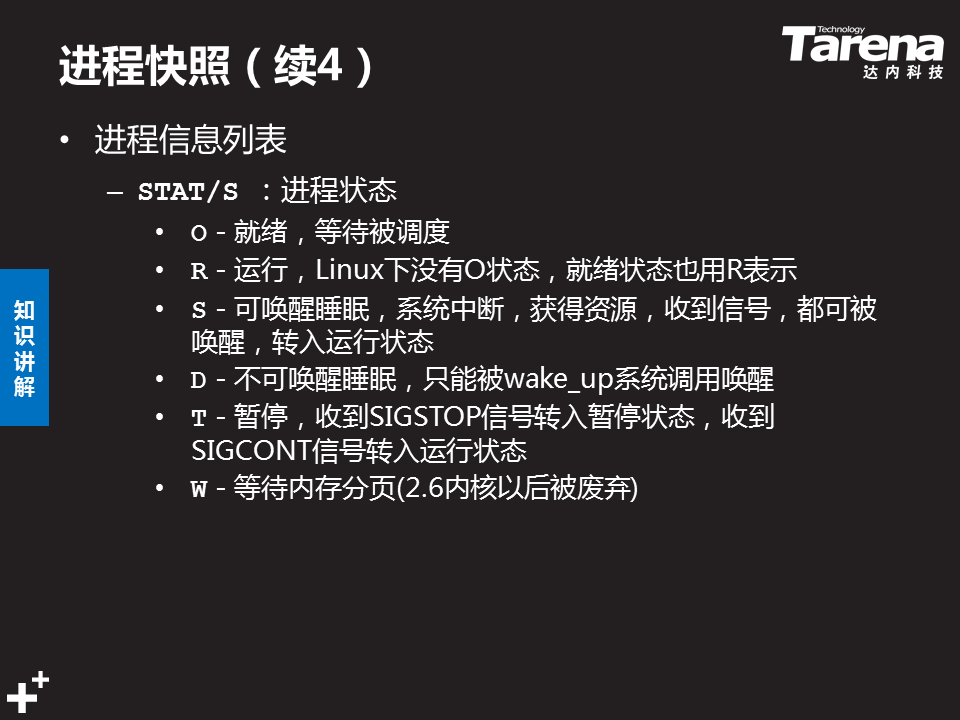 进程快照（续4）
Technology
Tarena
达内科技
• 进程信息列表
– STAT/S ：进程状态
• O - 就绪，等待被调度
• R - 运行，Linux下没有O状态，就绪状态也用R表示
• S - 可唤醒睡眠，系统中断，获得资源，收到信号，都可被
唤醒，转入运行状态
• D - 不可唤醒睡眠，只能被wake_up系统调用唤醒
• T - 暂停，收到SIGSTOP信号转入暂停状态，收到
SIGCONT信号转入运行状态
• W - 等待内存分页(2.6内核以后被废弃)
知
识
讲
解